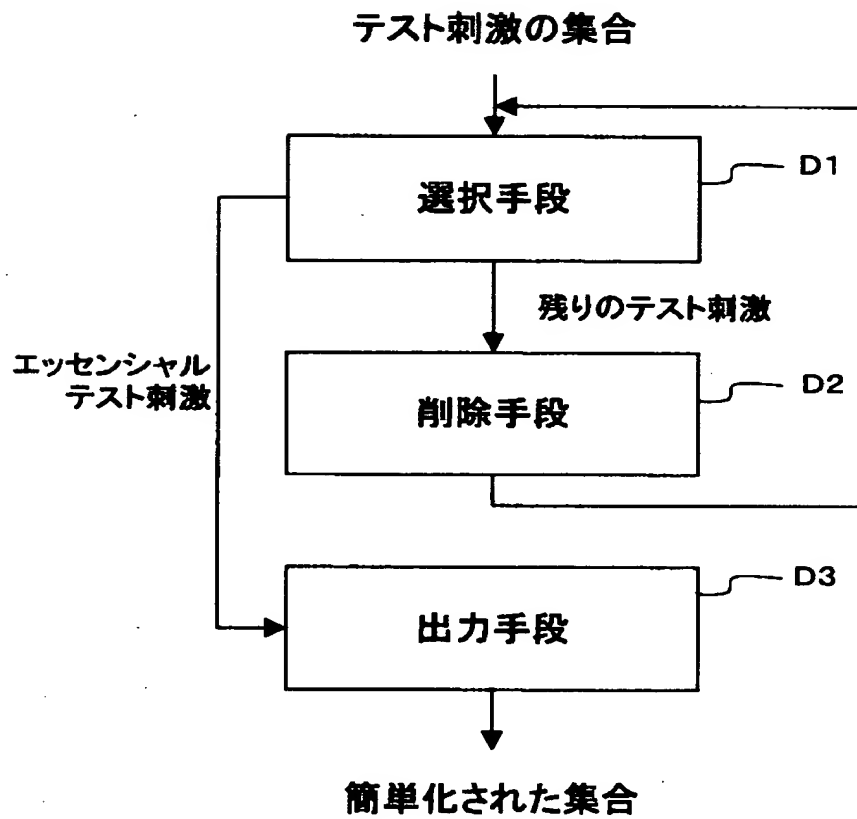 テスト刺激の集合
選択手段
D1
残りのテスト刺激
エッセンシャル
テスト刺激
削除手段
D2
出力手段
D3
簡単化された集合